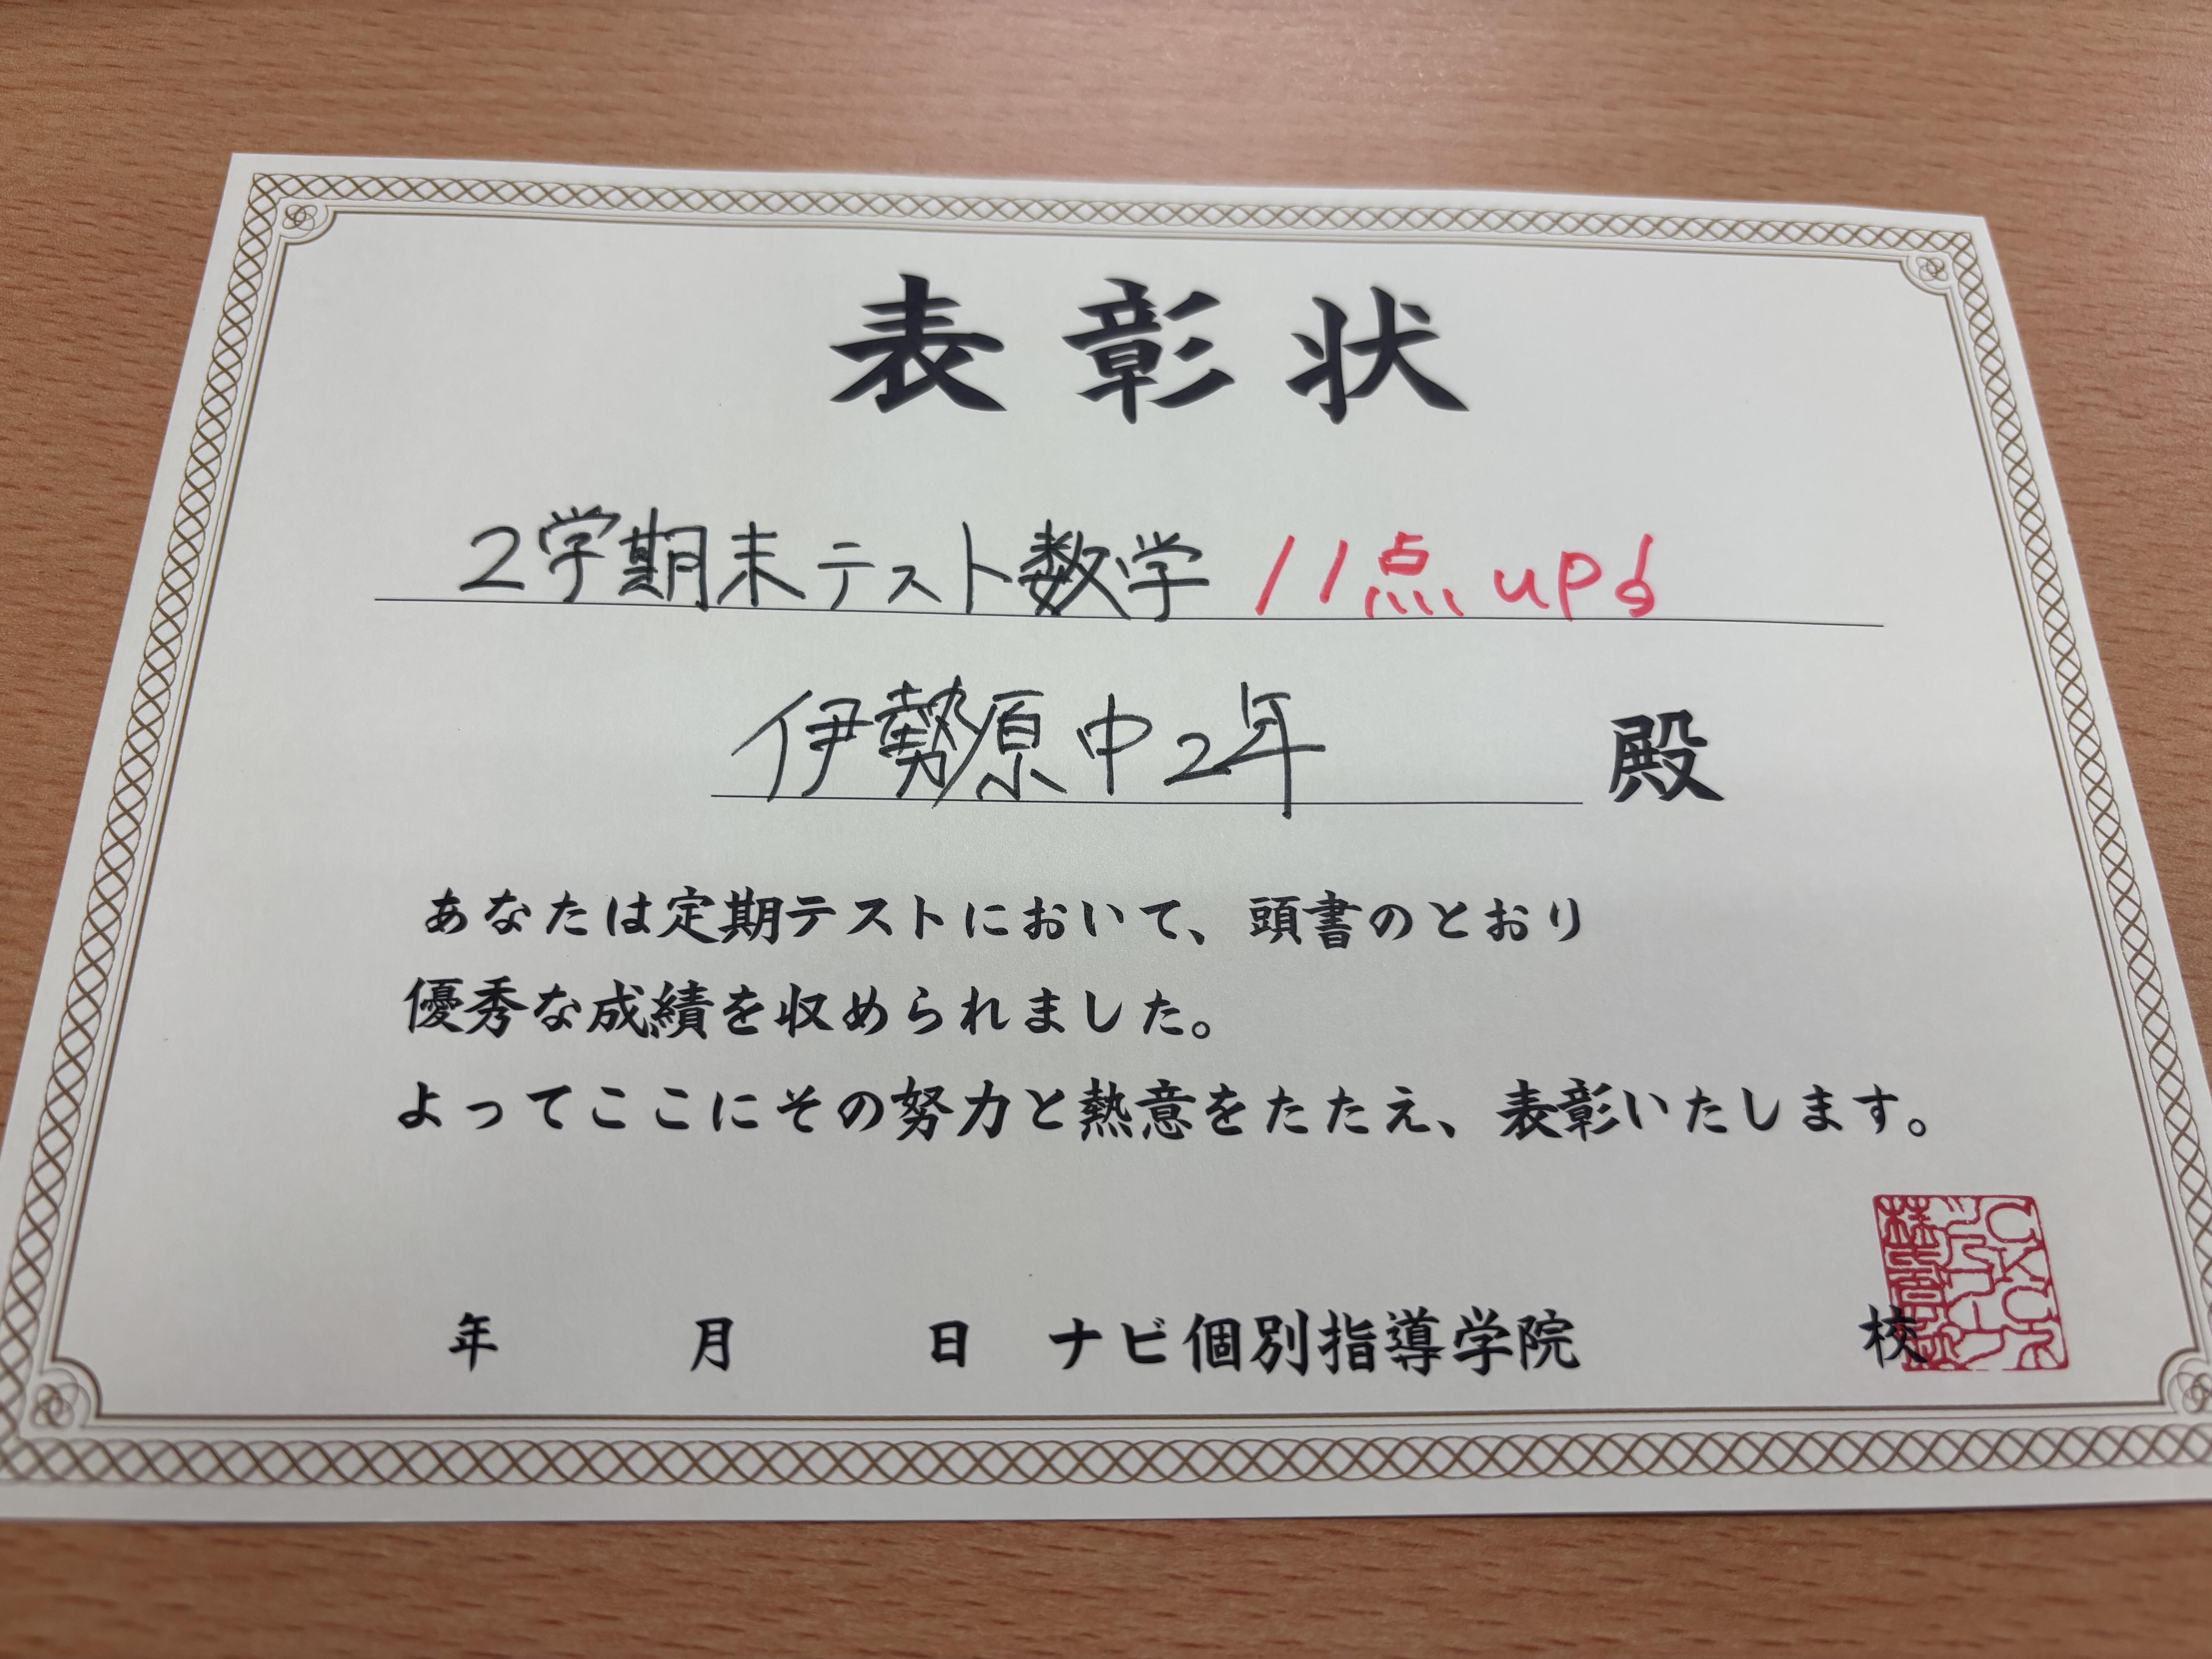 表彰状
2学期末テスト数学 11点up!
伊勢原中2年 殿
あなたは定期テストにおいて、頭書のとおり
優秀な成績を収められました。
よってここにその努力と熱意をたたえ、表彰いたします。
年 月 日 ナビ個別指導学院 校